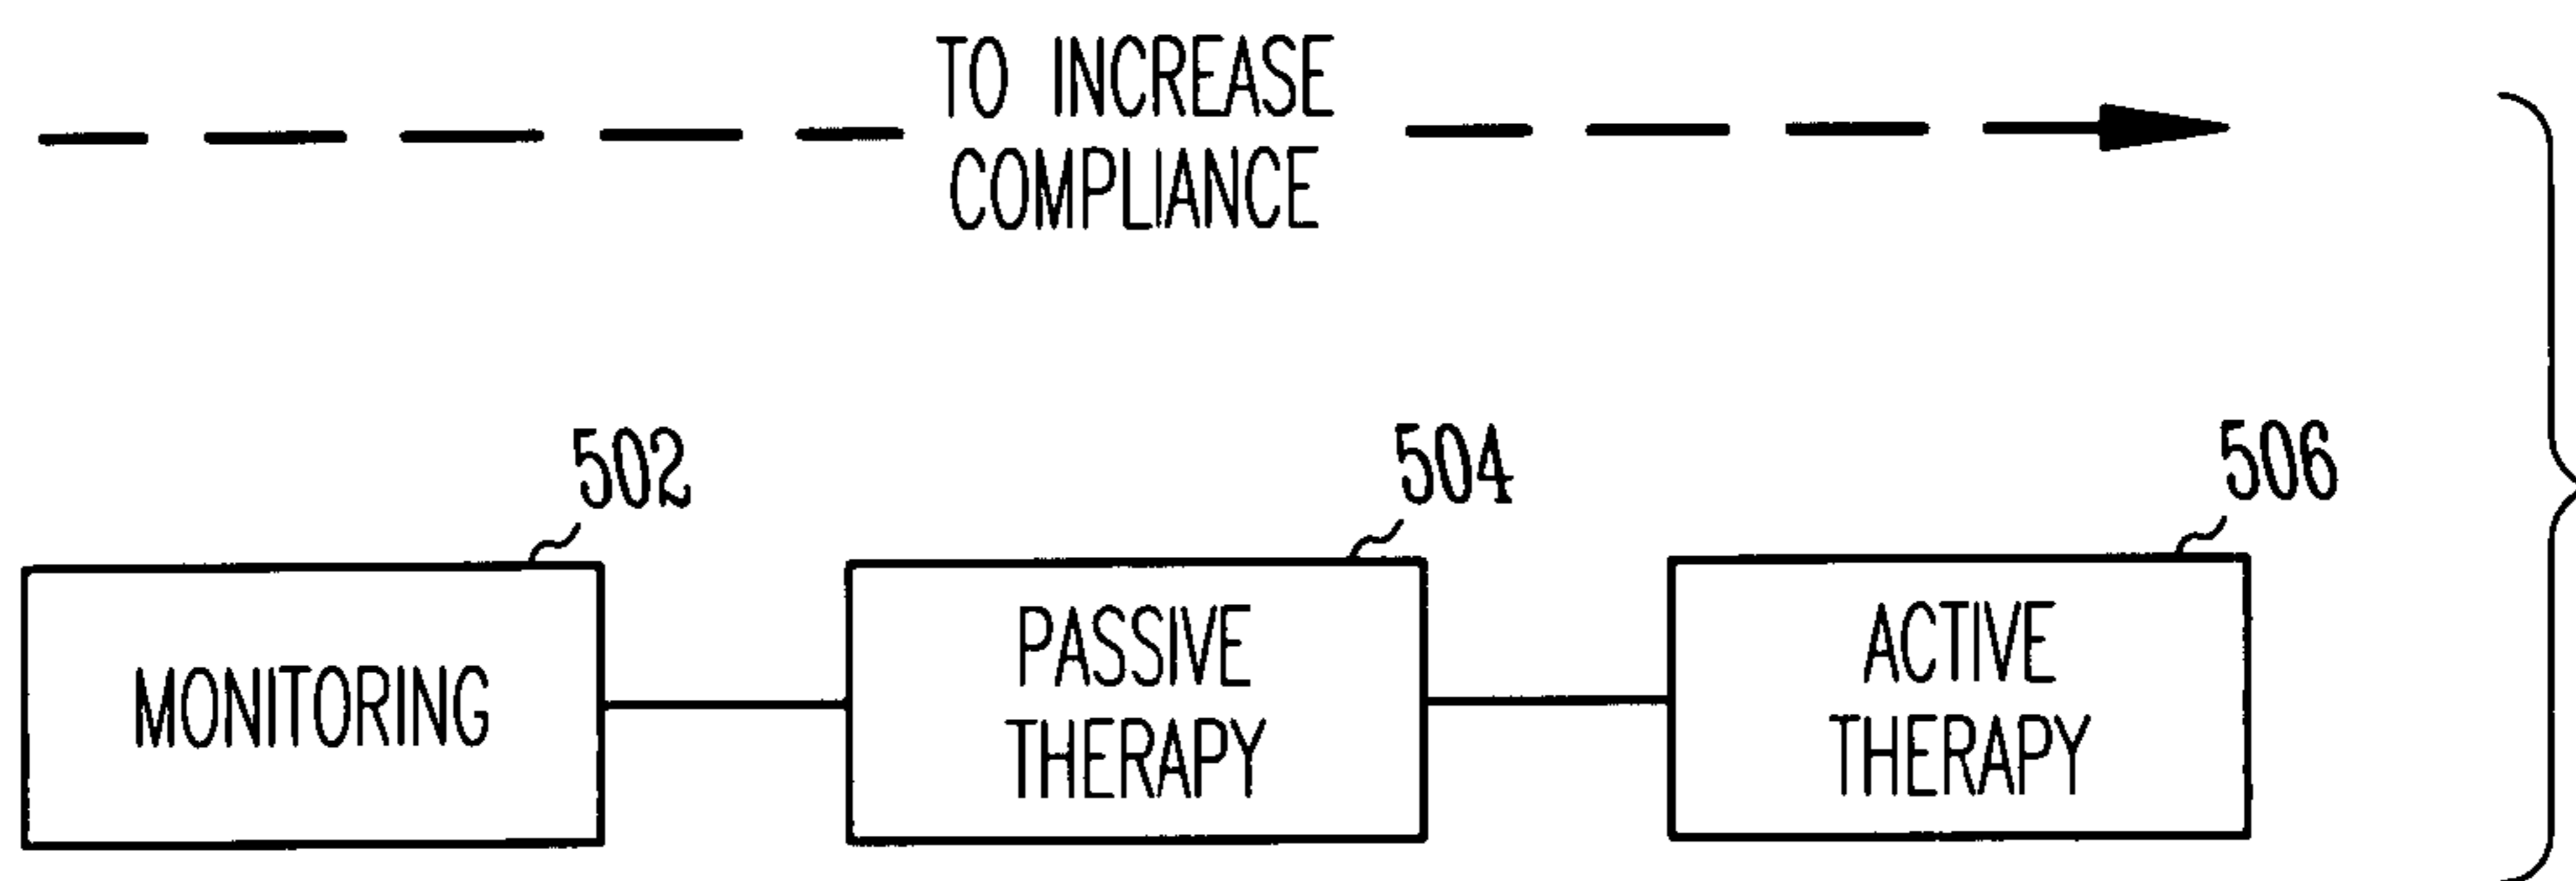 TO INCREASE
COMPLIANCE
502
504
506
MONITORING
PASSIVE
THERAPY
ACTIVE
THERAPY